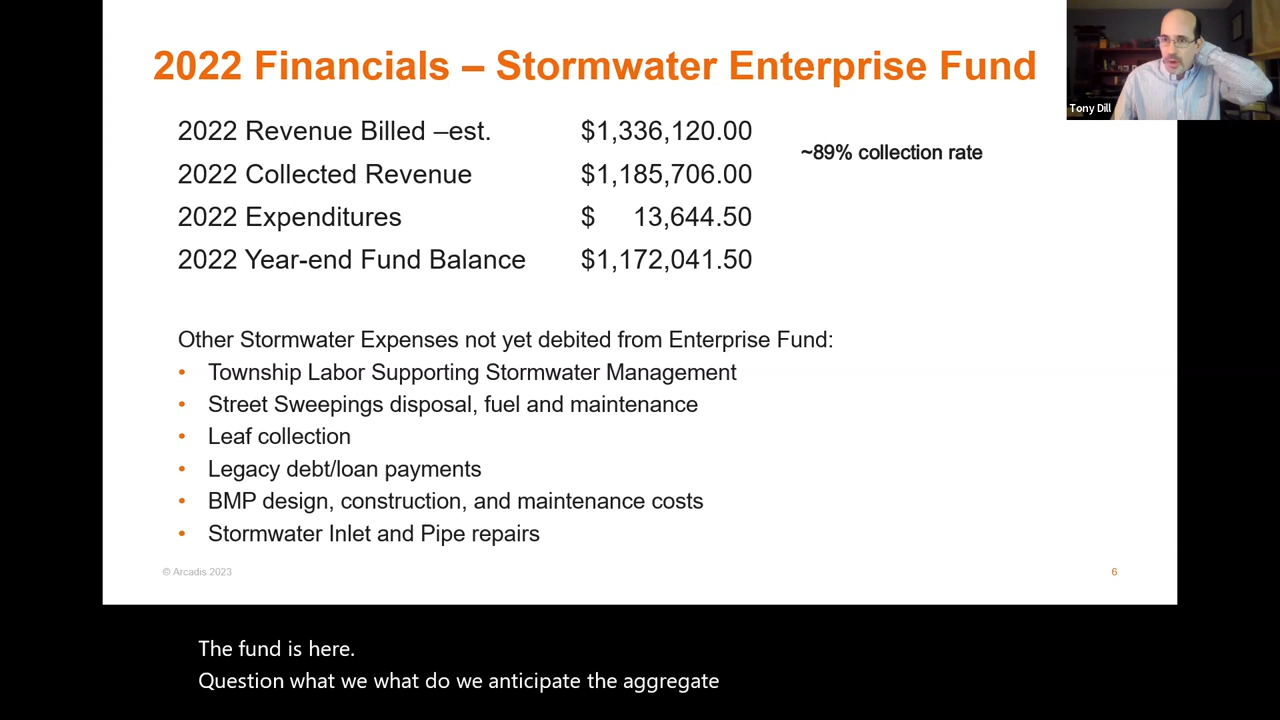 2022 Financials – Stormwater Enterprise Fund
Tony Dill
2022 Revenue Billed –est. $1,336,120.00
~89% collection rate
2022 Collected Revenue $1,185,706.00
2022 Expenditures $ 13,644.50
2022 Year-end Fund Balance $1,172,041.50
Other Stormwater Expenses not yet debited from Enterprise Fund:
• Township Labor Supporting Stormwater Management
• Street Sweepings disposal, fuel and maintenance
• Leaf collection
• Legacy debt/loan payments
• BMP design, construction, and maintenance costs
• Stormwater Inlet and Pipe repairs
© Arcadis 2023
6
The fund is here.
Question what we what do we anticipate the aggregate